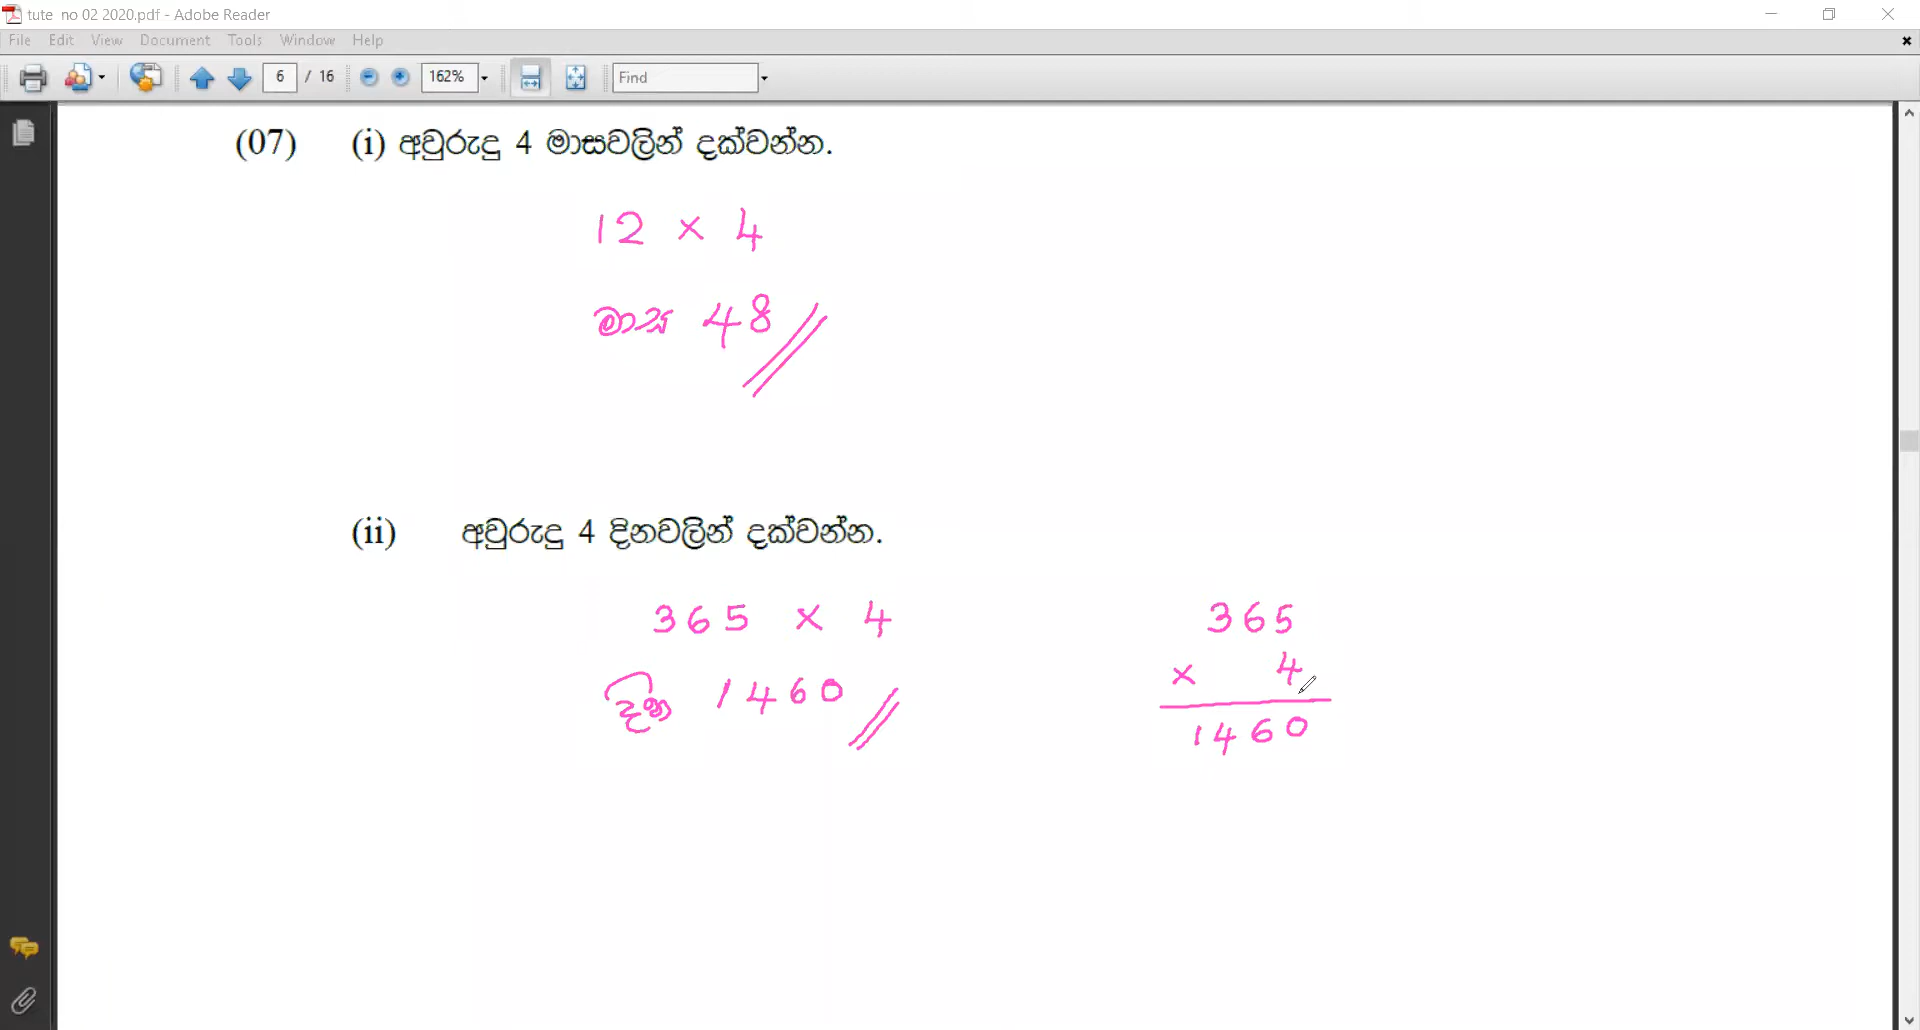 tute no 02 2020.pdf - Adobe Reader
File Edit View Document Tools Window Help
6 / 16 162% Find
(07) (i) අවුරුදු 4 මාසවලින් දක්වන්න.
12 × 4
මාස 48
(ii) අවුරුදු 4 දිනවලින් දක්වන්න.
365 × 4
දින 1460
365
× 4
1460